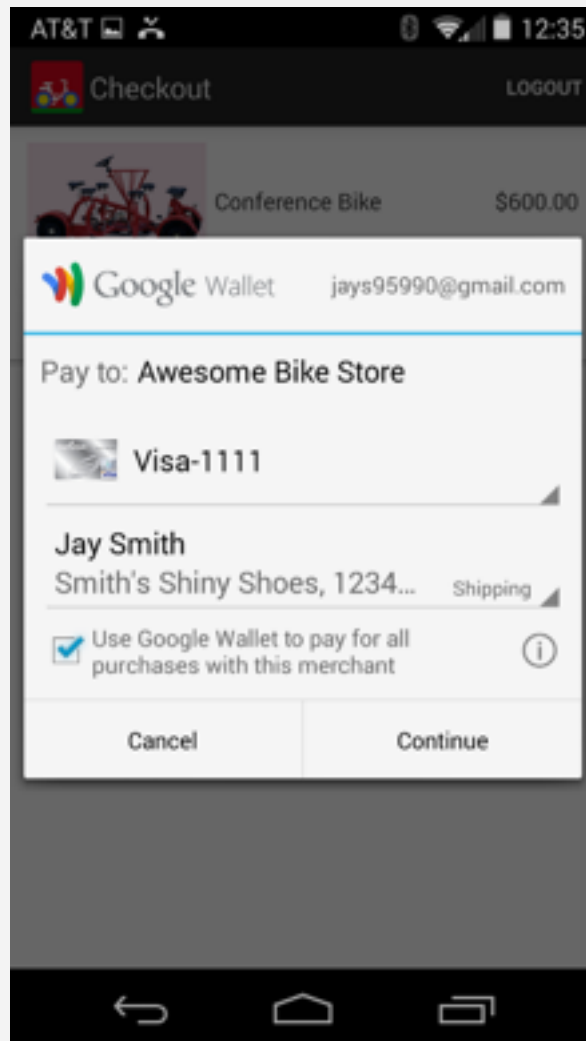 AT&T 12:35
Checkout LOGOUT
Conference Bike $600.00
Google Wallet jays95990@gmail.com
Pay to: Awesome Bike Store
Visa-1111
Jay Smith
Smith's Shiny Shoes, 1234... Shipping
Use Google Wallet to pay for all
purchases with this merchant
Cancel Continue